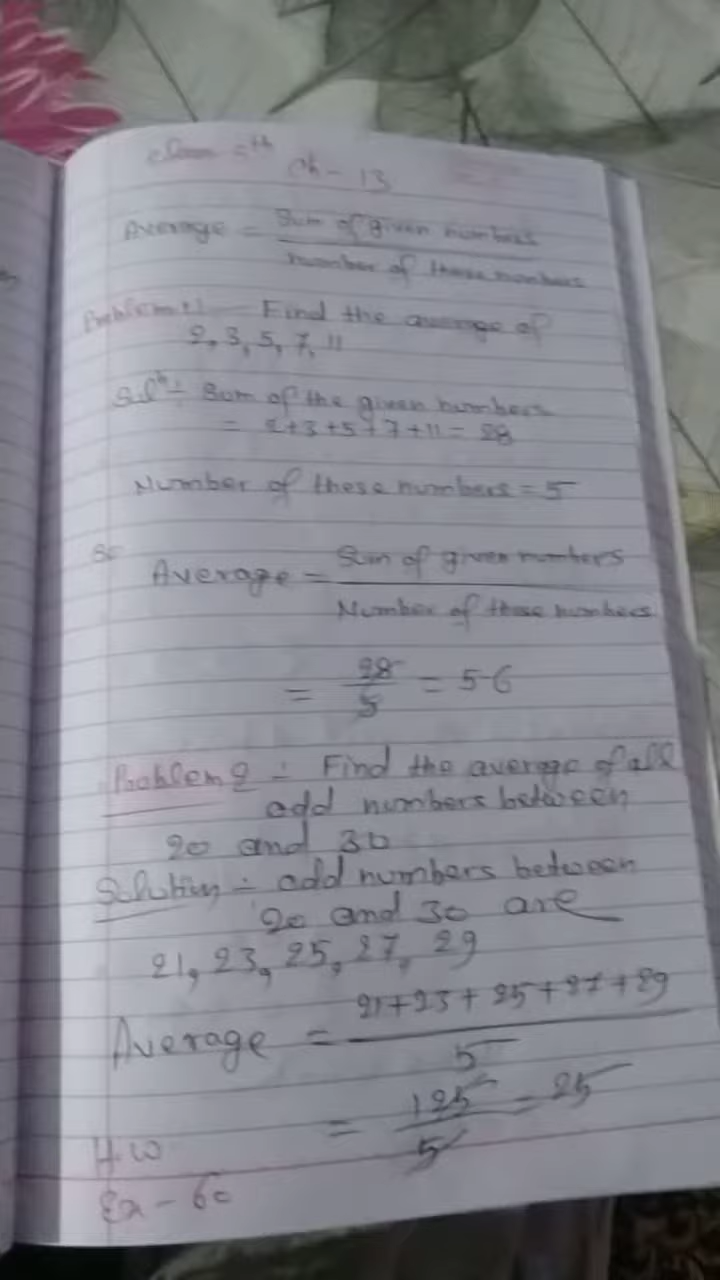 Ch - 13
Average = Sum of given numbers
number of these numbers
Problem 1 - Find the average of
2, 3, 5, 7, 11
Solⁿ ÷ Sum of the given numbers
= 2+3+5+7+11 = 28
Number of these numbers = 5
So
Average = Sum of given numbers
Number of those numbers
= 28/5 = 5.6
Problem 2 ÷ Find the average of all
odd numbers between
20 and 30
Solution ÷ odd numbers between
20 and 30 are
21, 23, 25, 27, 29
Average = 21+23+25+27+29
5
= 125/5 = 25
H.W
Ex - 6c